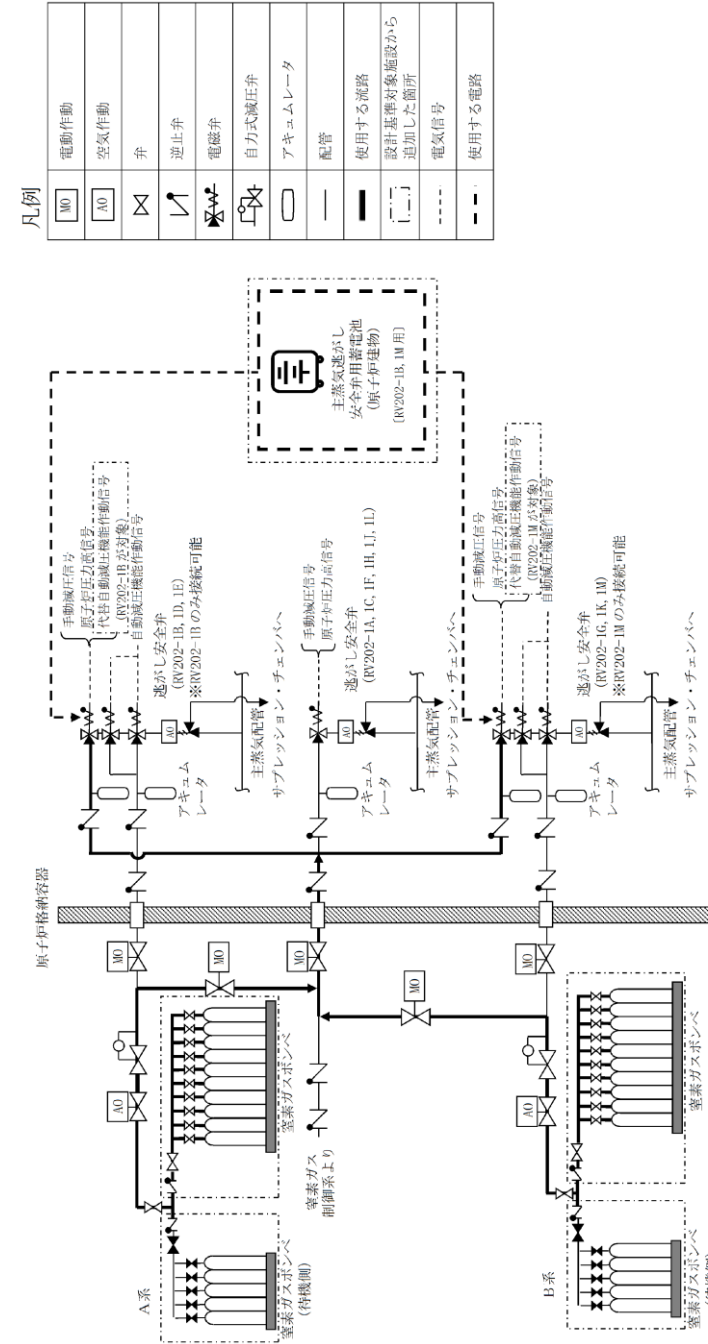 凡例
MO
電動作動
AO
空気作動
弁
逆止弁
電磁弁
自力式減圧弁
アキュムレータ
配管
使用する流路
設計基準対象施設から
追加した箇所
電気信号
使用する電路
主蒸気逃がし
安全弁用蓄電池
(原子炉建物)
[RV202-1B, 1M 用]
手動減圧信号
原子炉圧力高信号
代替自動減圧機能作動信号
(RV202-1B が対象)
自動減圧機能作動信号
逃がし安全弁
(RV202-1B, 1D, 1E)
※RV202-1B のみ接続可能
AO
主蒸気配管
サプレッション・チェンバへ
アキュム
レータ
手動減圧信号
原子炉圧力高信号
逃がし安全弁
(RV202-1A, 1C, 1F, 1H, 1J, 1L)
AO
主蒸気配管
サプレッション・チェンバへ
アキュム
レータ
手動減圧信号
原子炉圧力高信号
代替自動減圧機能作動信号
(RV202-1M が対象)
自動減圧機能作動信号
逃がし安全弁
(RV202-1G, 1K, 1M)
※RV202-1M のみ接続可能
AO
主蒸気配管
サプレッション・チェンバへ
アキュム
レータ
原子炉格納容器
MO
MO
MO
MO
MO
AO
AO
窒素ガスボンベ
窒素ガス
制御系より
窒素ガスボンベ
A系
窒素ガスボンベ
(待機側)
B系
窒素ガスボンベ